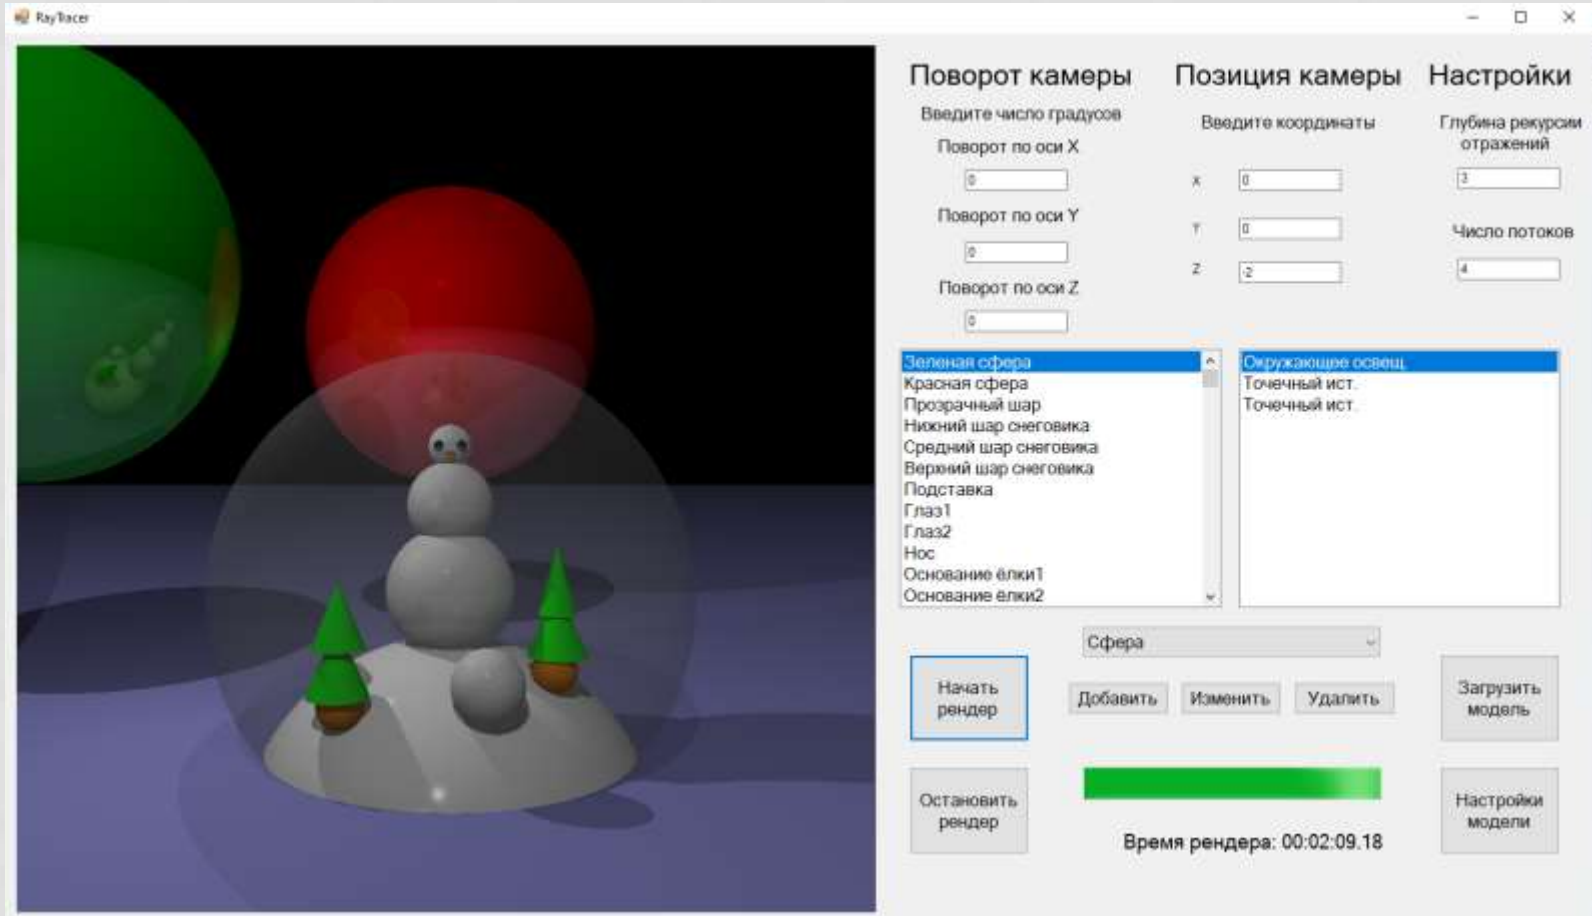 RayTracer
Поворот камеры
Введите число градусов
Поворот по оси X
0
Поворот по оси Y
0
Поворот по оси Z
0
Позиция камеры
Введите координаты
X 0
Y 0
Z -2
Настройки
Глубина рекурсии
отражений
3
Число потоков
4
Зеленая сфера
Красная сфера
Прозрачный шар
Нижний шар снеговика
Средний шар снеговика
Верхний шар снеговика
Подставка
Глаз1
Глаз2
Нос
Основание ёлки1
Основание ёлки2
Окружающее освещ.
Точечный ист.
Точечный ист.
Сфера
Начать
рендер
Добавить
Изменить
Удалить
Загрузить
модель
Остановить
рендер
Время рендера: 00:02:09.18
Настройки
модели